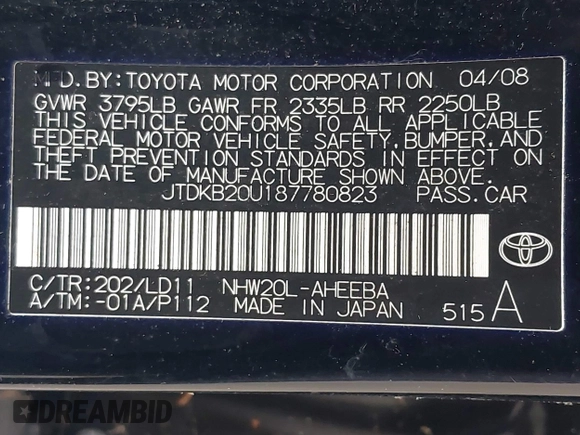 MFD.BY:TOYOTA MOTOR CORPORATION 04/08
GVWR 3795LB GAWR FR 2335LB RR 2250LB
THIS VEHICLE CONFORMS TO ALL APPLICABLE
FEDERAL MOTOR VEHICLE SAFETY,BUMPER,AND
THEFT PREVENTION STANDARDS IN EFFECT ON
THE DATE OF MANUFACTURE SHOWN ABOVE.
JTDKB20U187780823 PASS.CAR
C/TR:202/LD11 NHW20L-AHEEBA
A/TM:-01A/P112 MADE IN JAPAN 515 A
DREAMBID